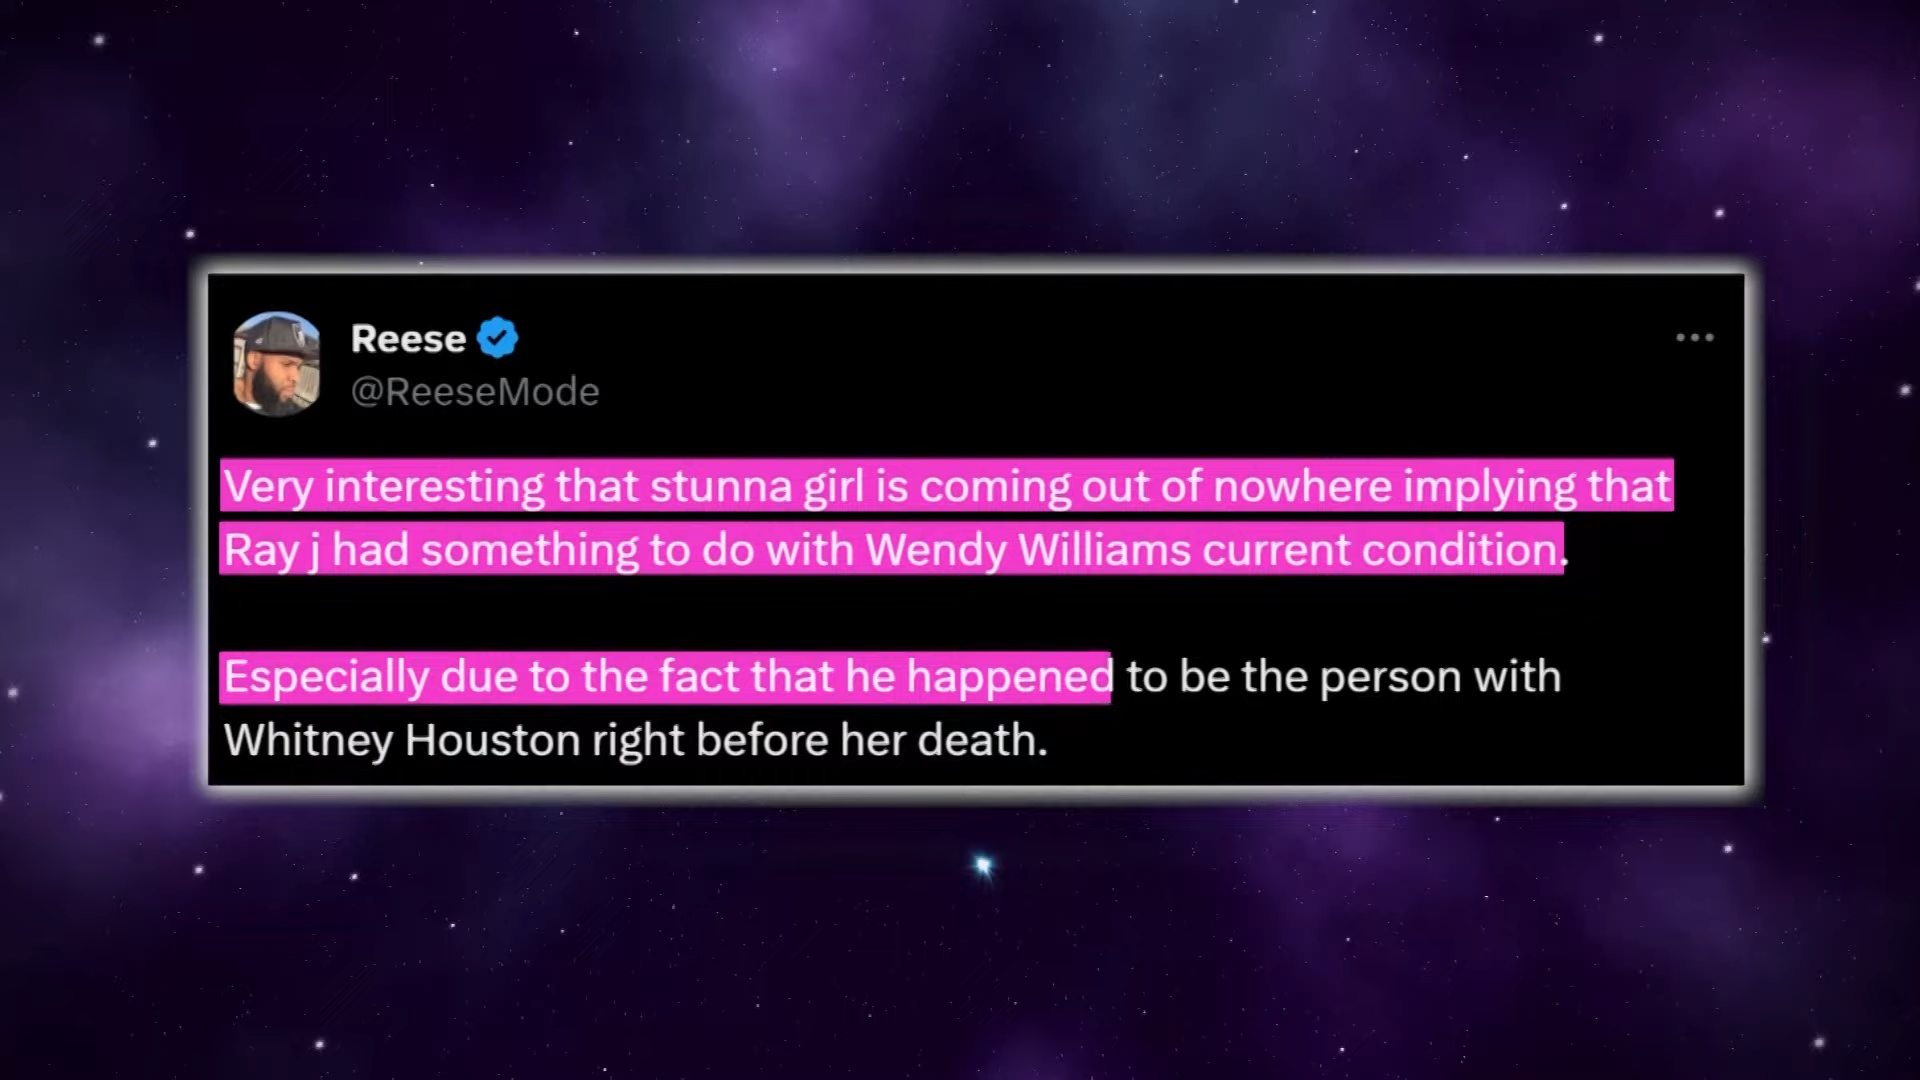 Reese
@ReeseMode
Very interesting that stunna girl is coming out of nowhere implying that
Ray j had something to do with Wendy Williams current condition.
Especially due to the fact that he happened to be the person with
Whitney Houston right before her death.